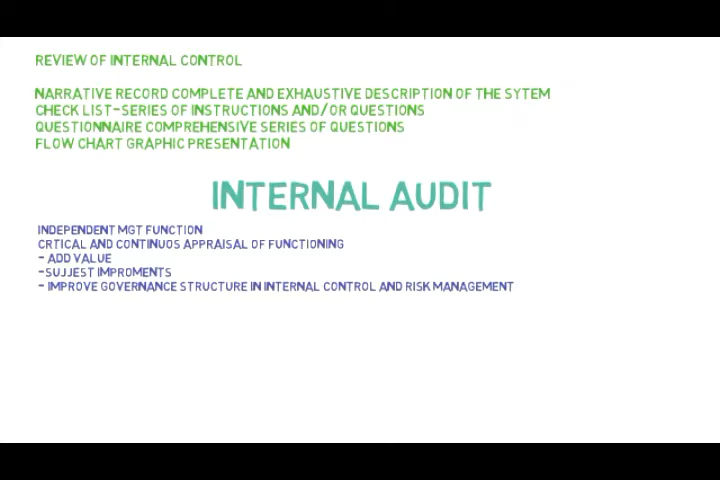 REVIEW OF INTERNAL CONTROL
NARRATIVE RECORD COMPLETE AND EXHAUSTIVE DESCRIPTION OF THE SYTEM
CHECK LIST-SERIES OF INSTRUCTIONS AND/OR QUESTIONS
QUESTIONNAIRE COMPREHENSIVE SERIES OF QUESTIONS
FLOW CHART GRAPHIC PRESENTATION
INTERNAL AUDIT
INDEPENDENT MGT FUNCTION
CRTICAL AND CONTINUOS APPRAISAL OF FUNCTIONING
- ADD VALUE
-SUJJEST IMPROMENTS
- IMPROVE GOVERNANCE STRUCTURE IN INTERNAL CONTROL AND RISK MANAGEMENT